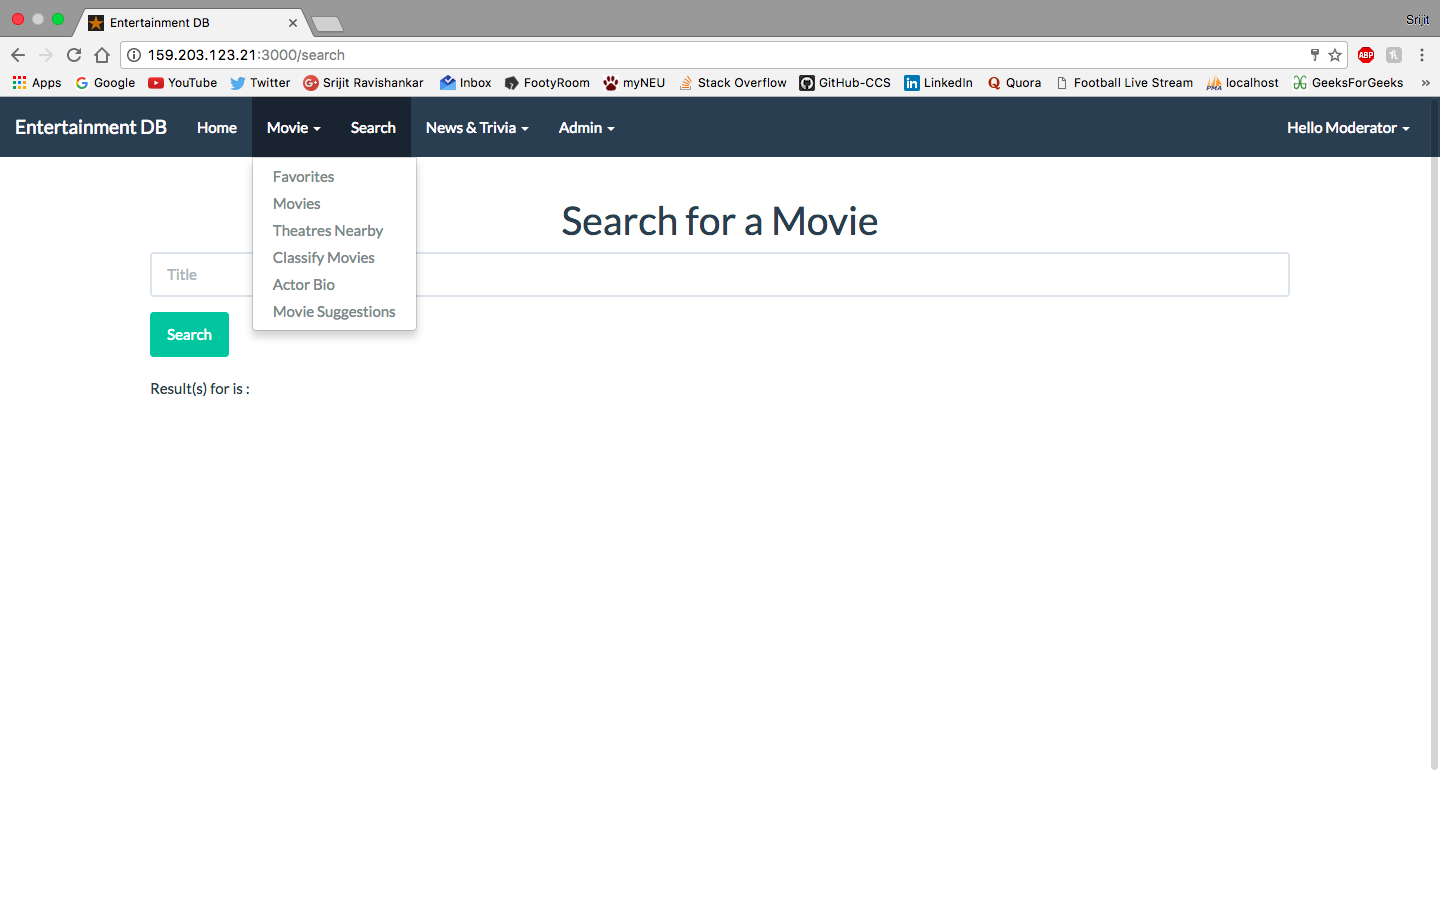 Entertainment DB
Srijit
159.203.123.21:3000/search
ABP
Apps Google YouTube Twitter Srijit Ravishankar Inbox FootyRoom myNEU Stack Overflow GitHub-CCS LinkedIn Quora Football Live Stream localhost GeeksForGeeks »
Entertainment DB Home Movie Search News & Trivia Admin Hello Moderator
Favorites
Movies
Theatres Nearby
Classify Movies
Actor Bio
Movie Suggestions
Search for a Movie
Title
Search
Result(s) for is :